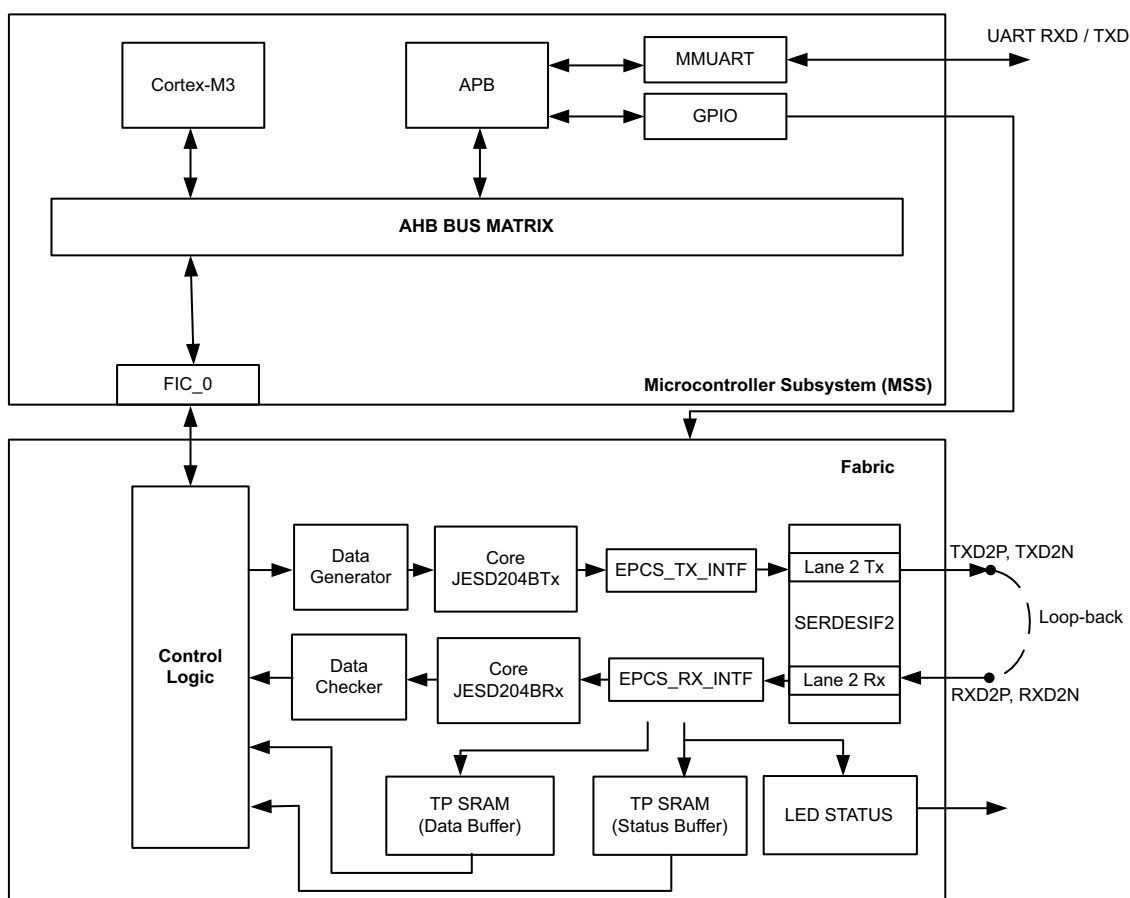 UART RXD / TXD
MMUART
Cortex-M3
APB
GPIO
AHB BUS MATRIX
FIC_0
Microcontroller Subsystem (MSS)
Fabric
Data
Generator
Core
JESD204BTx
EPCS_TX_INTF
Lane 2 Tx
TXD2P, TXD2N
SERDESIF2
Loop-back
Control
Logic
Data
Checker
Core
JESD204BRx
EPCS_RX_INTF
Lane 2 Rx
RXD2P, RXD2N
TP SRAM
(Data Buffer)
TP SRAM
(Status Buffer)
LED STATUS